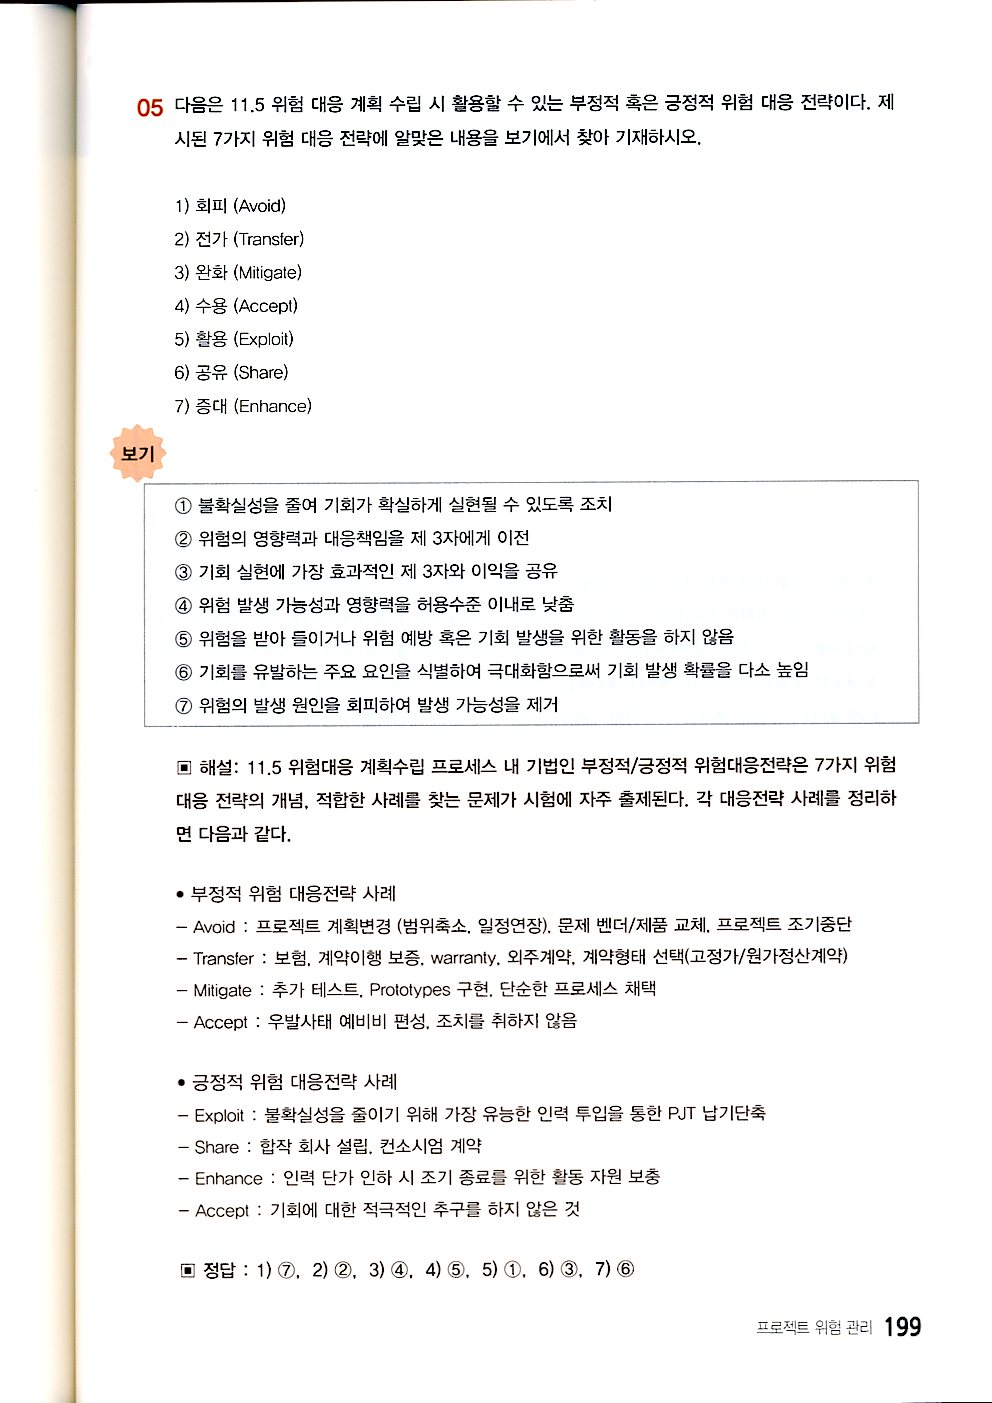 05 다음은 11.5 위험 대응 계획 수립 시 활용할 수 있는 부정적 혹은 긍정적 위험 대응 전략이다. 제
시된 7가지 위험 대응 전략에 알맞은 내용을 보기에서 찾아 기재하시오.
1) 회피 (Avoid)
2) 전가 (Transfer)
3) 완화 (Mitigate)
4) 수용 (Accept)
5) 활용 (Exploit)
6) 공유 (Share)
7) 증대 (Enhance)
보기
① 불확실성을 줄여 기회가 확실하게 실현될 수 있도록 조치
② 위험의 영향력과 대응책임을 제 3자에게 이전
③ 기회 실현에 가장 효과적인 제 3자와 이익을 공유
④ 위험 발생 가능성과 영향력을 허용수준 이내로 낮춤
⑤ 위험을 받아 들이거나 위험 예방 혹은 기회 발생을 위한 활동을 하지 않음
⑥ 기회를 유발하는 주요 요인을 식별하여 극대화함으로써 기회 발생 확률을 다소 높임
⑦ 위험의 발생 원인을 회피하여 발생 가능성을 제거
▣ 해설: 11.5 위험대응 계획수립 프로세스 내 기법인 부정적/긍정적 위험대응전략은 7가지 위험
대응 전략의 개념, 적합한 사례를 찾는 문제가 시험에 자주 출제된다. 각 대응전략 사례를 정리하
면 다음과 같다.
• 부정적 위험 대응전략 사례
– Avoid : 프로젝트 계획변경 (범위축소, 일정연장), 문제 벤더/제품 교체, 프로젝트 조기중단
– Transfer : 보험, 계약이행 보증, warranty, 외주계약, 계약형태 선택(고정가/원가정산계약)
– Mitigate : 추가 테스트, Prototypes 구현, 단순한 프로세스 채택
– Accept : 우발사태 예비비 편성, 조치를 취하지 않음
• 긍정적 위험 대응전략 사례
– Exploit : 불확실성을 줄이기 위해 가장 유능한 인력 투입을 통한 PJT 납기단축
– Share : 합작 회사 설립, 컨소시엄 계약
– Enhance : 인력 단가 인하 시 조기 종료를 위한 활동 자원 보충
– Accept : 기회에 대한 적극적인 추구를 하지 않은 것
▣ 정답 : 1) ⑦, 2) ②, 3) ④, 4) ⑤, 5) ①, 6) ③, 7) ⑥
프로젝트 위험 관리 199